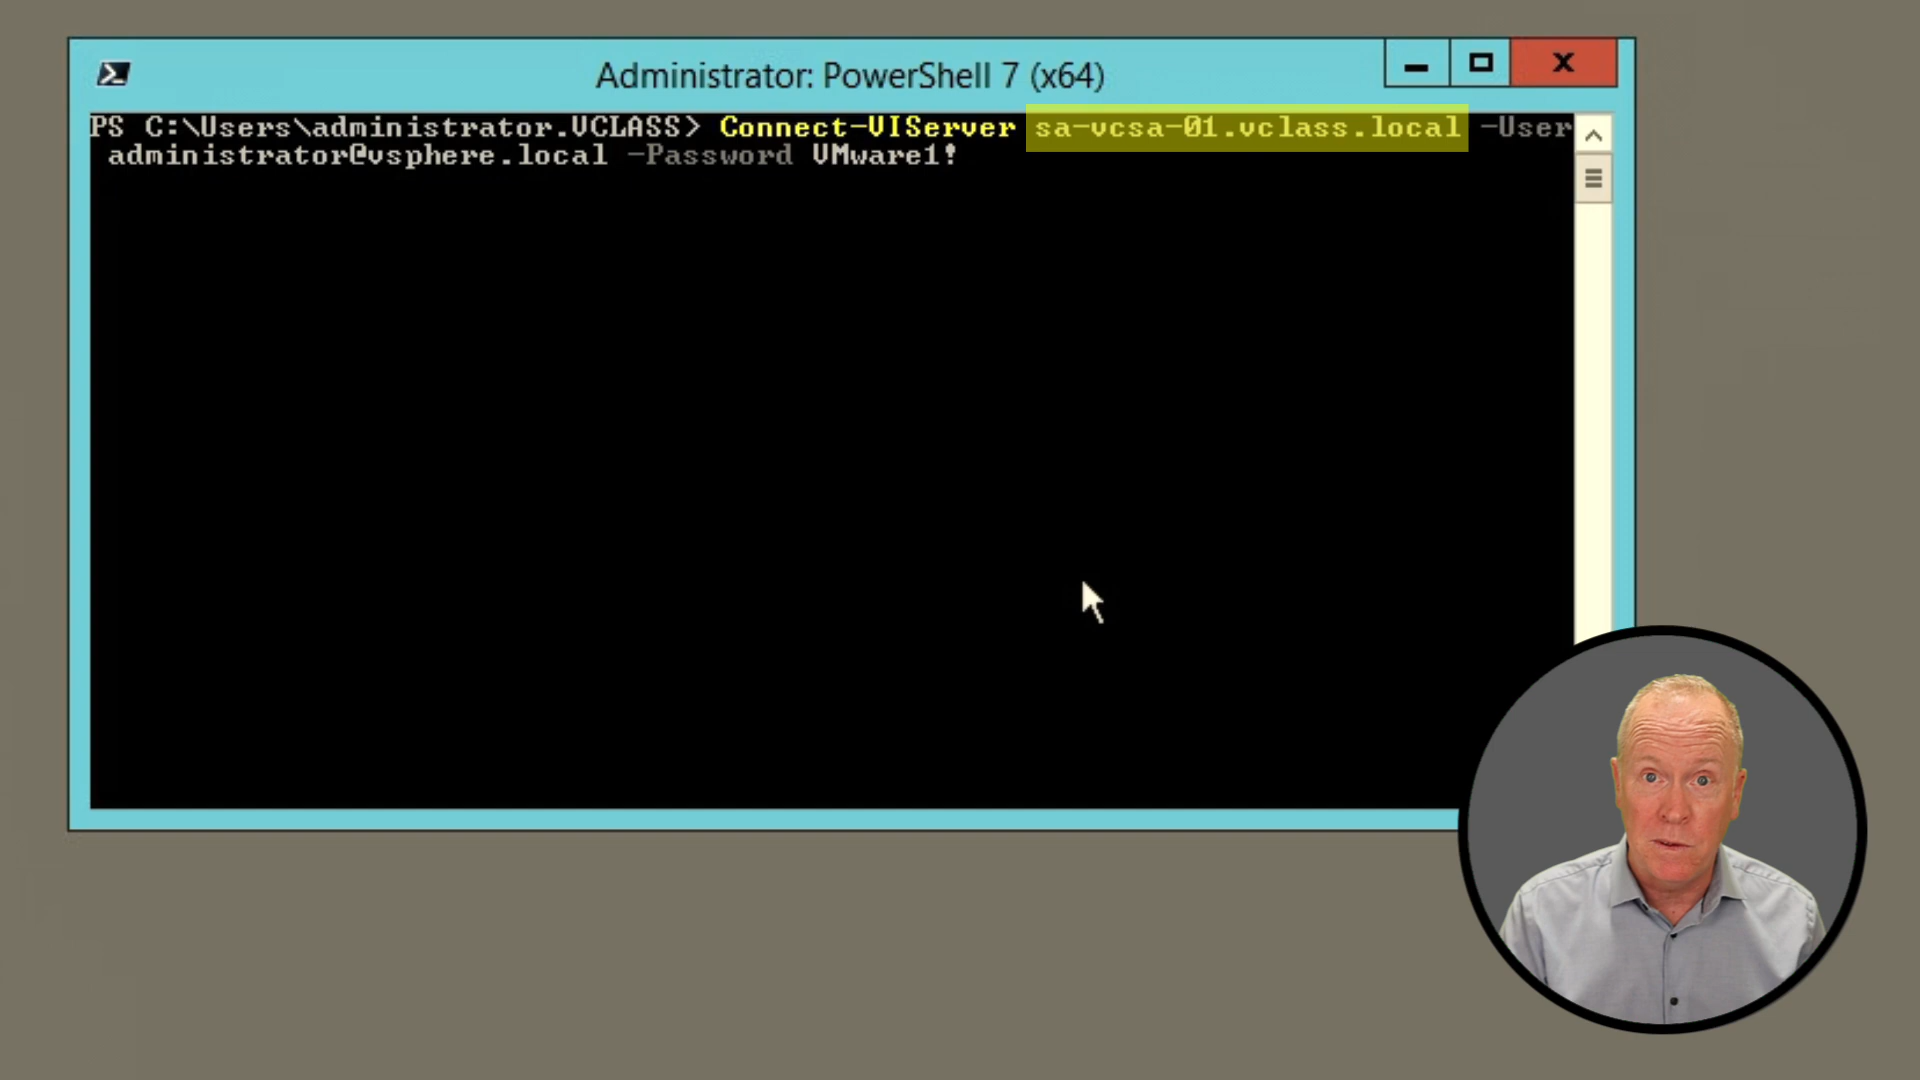 Administrator: PowerShell 7 (x64)
PS C:\Users\administrator.VCLASS> Connect-VIServer sa-vcsa-01.vclass.local -User
administrator@vsphere.local -Password VMware1!